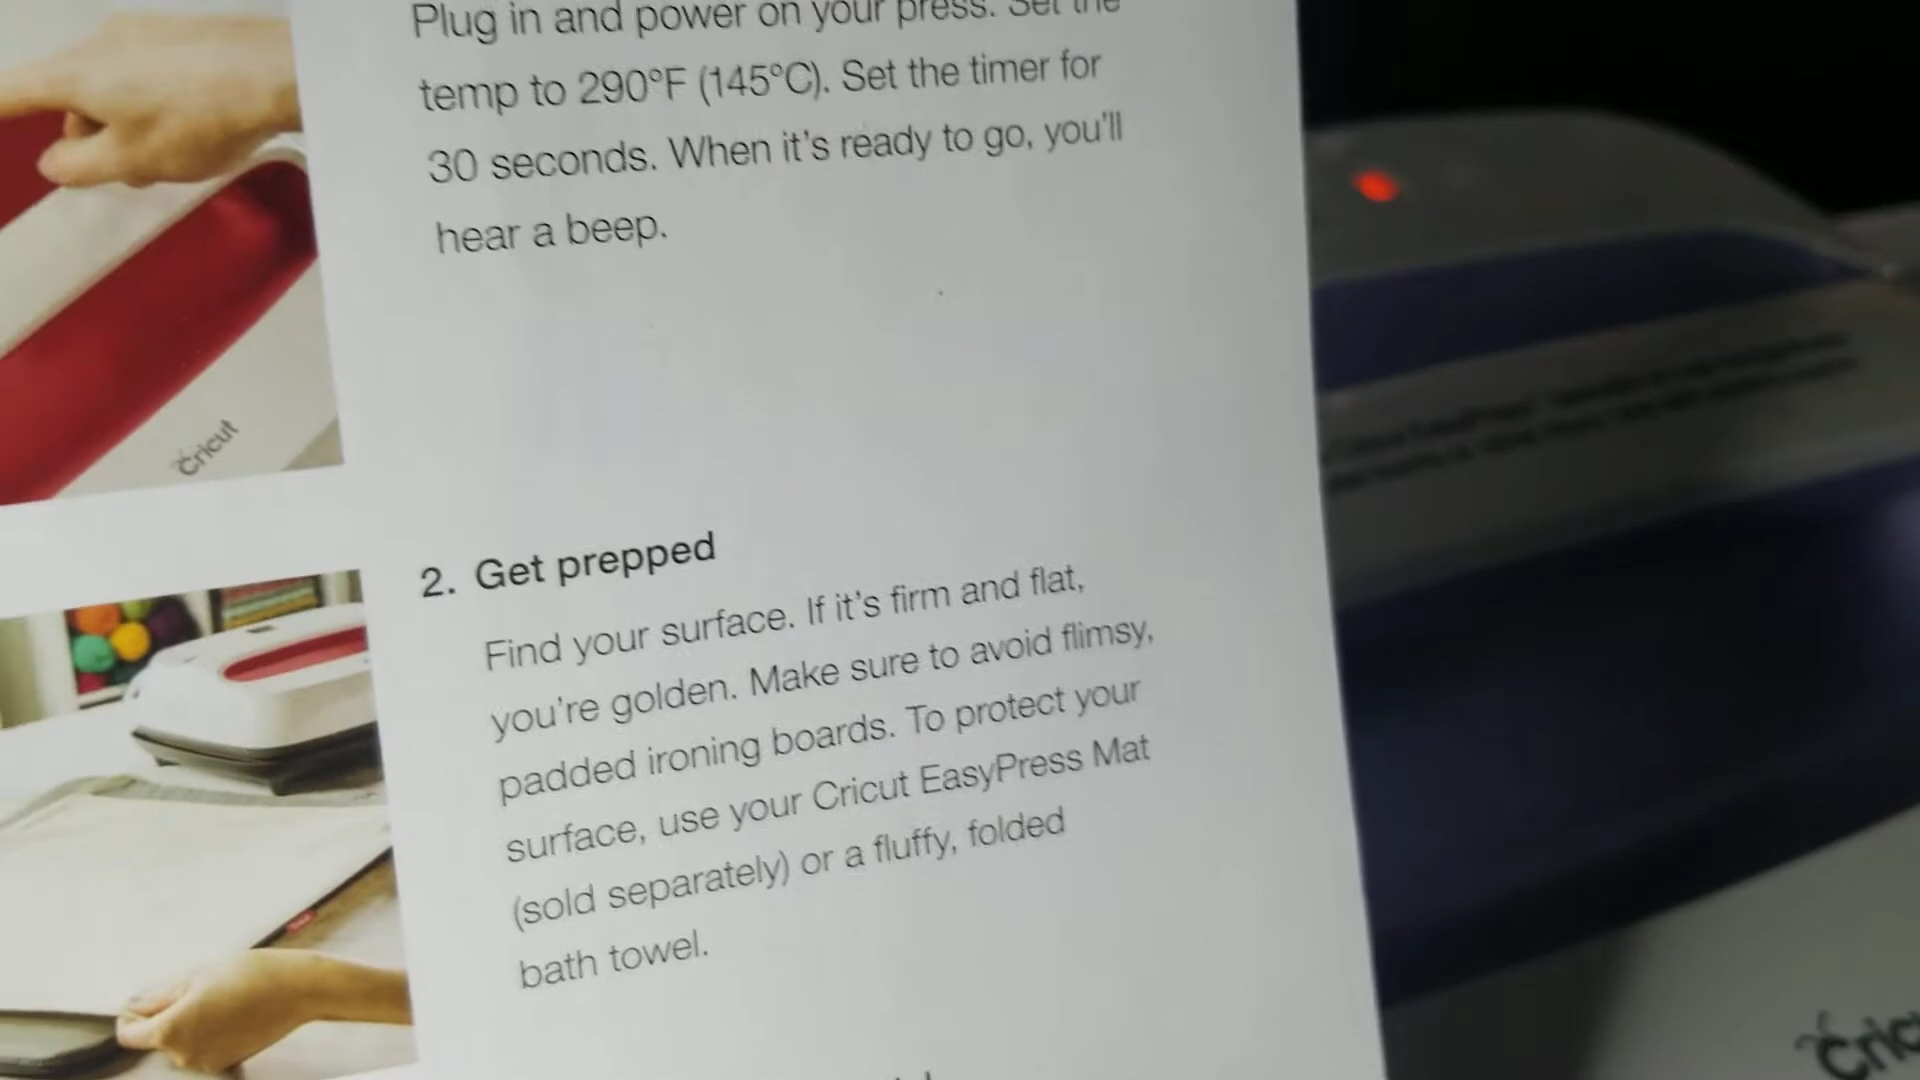 Plug in and power on your press. Set the
temp to 290°F (145°C). Set the timer for
30 seconds. When it's ready to go, you'll
hear a beep.
Cricut
2. Get prepped
Find your surface. If it's firm and flat,
you're golden. Make sure to avoid flimsy,
padded ironing boards. To protect your
surface, use your Cricut EasyPress Mat
(sold separately) or a fluffy, folded
bath towel.
Cricu